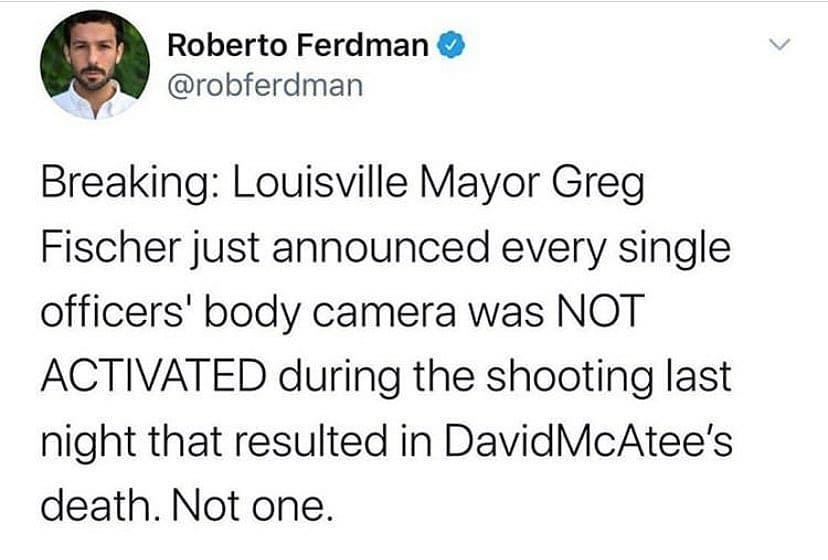 Roberto Ferdman
@robferdman
Breaking: Louisville Mayor Greg
Fischer just announced every single
officers' body camera was NOT
ACTIVATED during the shooting last
night that resulted in DavidMcAtee's
death. Not one.